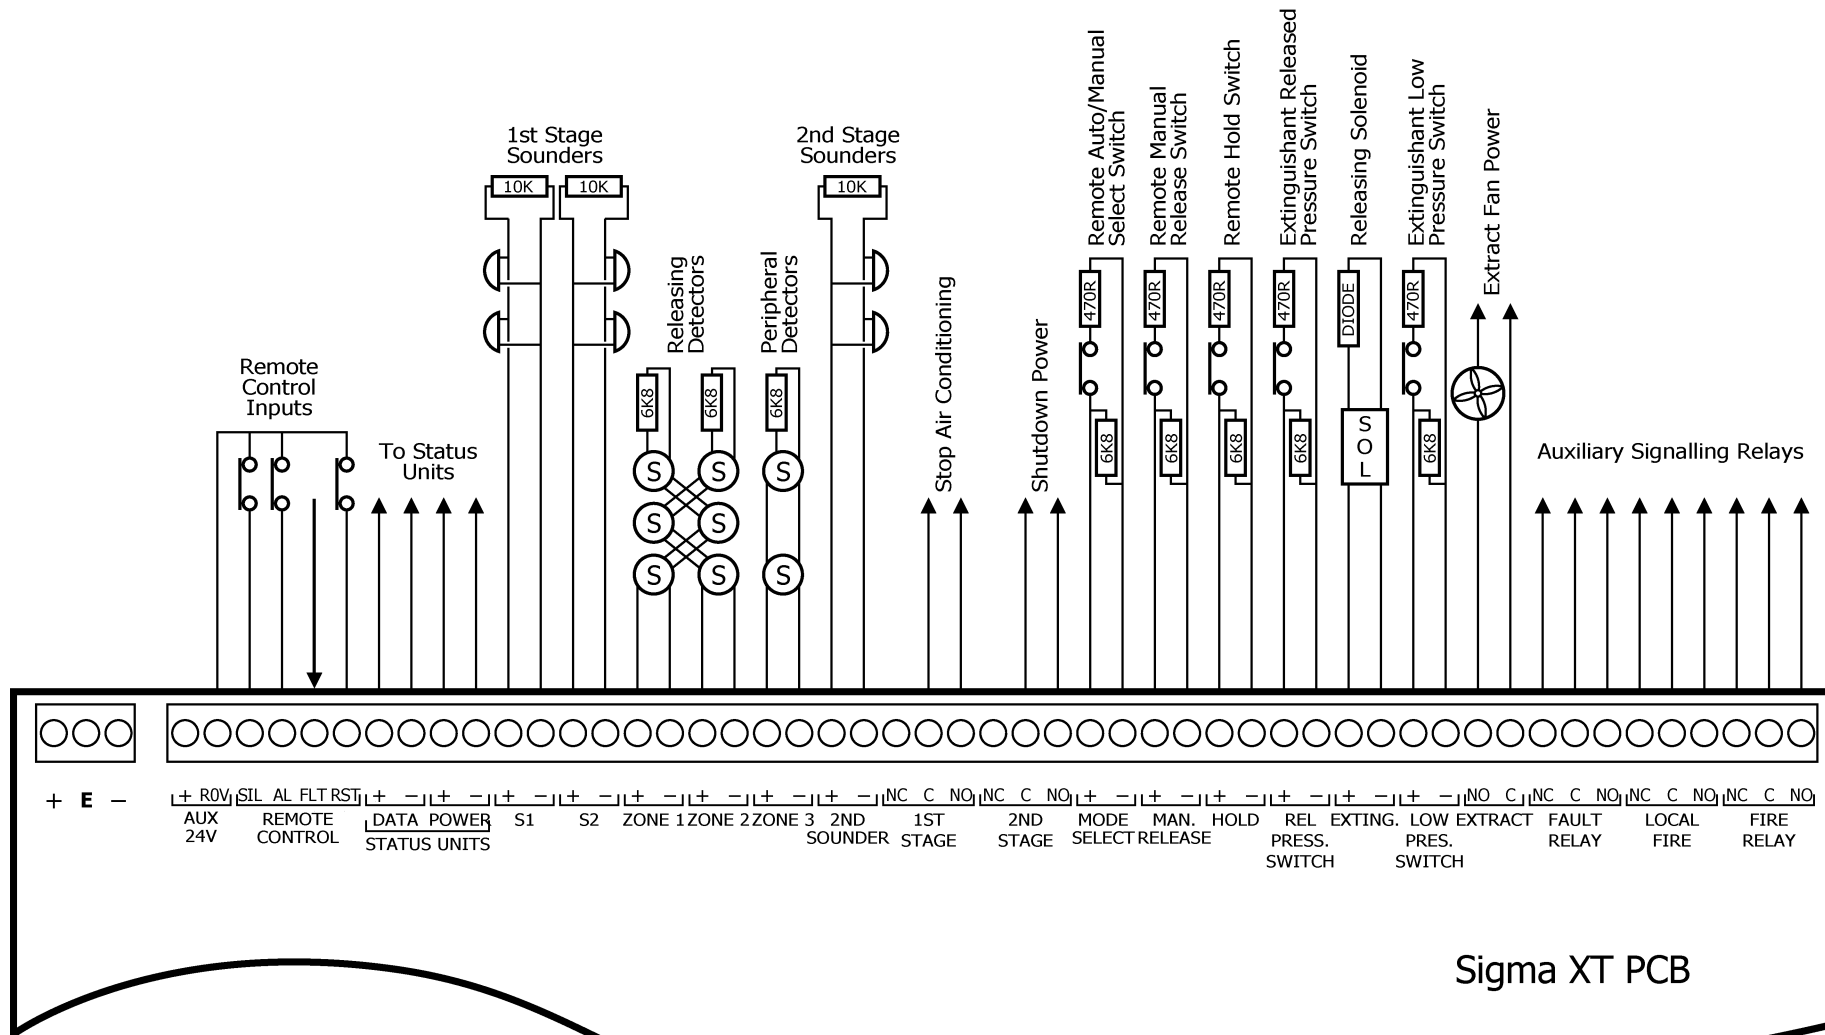 1st Stage
Sounders
10K
10K
2nd Stage
Sounders
10K
Remote Auto/Manual
Select Switch
Remote Manual
Release Switch
Remote Hold Switch
Extinguishant Released
Pressure Switch
Releasing Solenoid
Extinguishant Low
Pressure Switch
Extract Fan Power
Releasing
Detectors
Peripheral
Detectors
Stop Air Conditioning
Shutdown Power
470R
470R
470R
470R
DIODE
470R
Remote
Control
Inputs
To Status
Units
6K8
6K8
6K8
S
S
S
S
S
S
S
S
6K8
6K8
6K8
6K8
S
O
L
6K8
Auxiliary Signalling Relays
+ E −
+ R0V SIL AL FLT RST + − + − + − + − + − + − + − + − NC C NO NC C NO + − + − + − + − + − + − NO C NC C NO NC C NO NC C NO
AUX
24V
REMOTE
CONTROL
DATA POWER
STATUS UNITS
S1
S2
ZONE 1
ZONE 2
ZONE 3
2ND
SOUNDER
1ST
STAGE
2ND
STAGE
MODE
SELECT
MAN.
RELEASE
HOLD
REL
PRESS.
SWITCH
EXTING.
LOW
PRES.
SWITCH
EXTRACT
FAULT
RELAY
LOCAL
FIRE
FIRE
RELAY
Sigma XT PCB